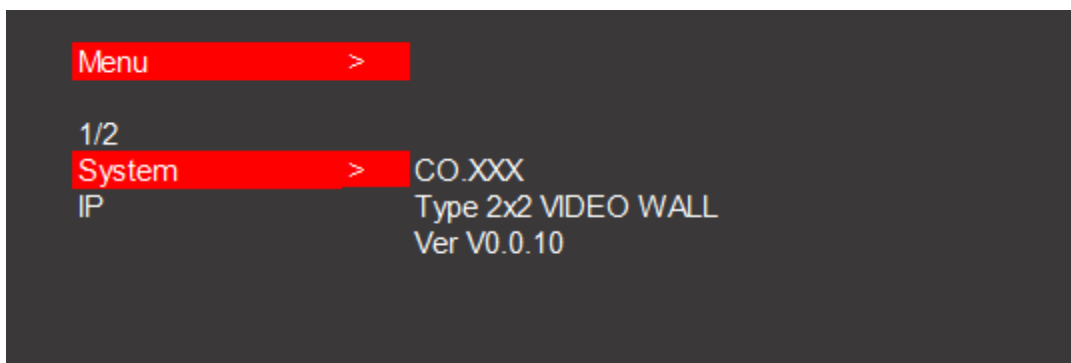 Menu >
1/2
System > CO.XXX
IP Type 2x2 VIDEO WALL
Ver V0.0.10